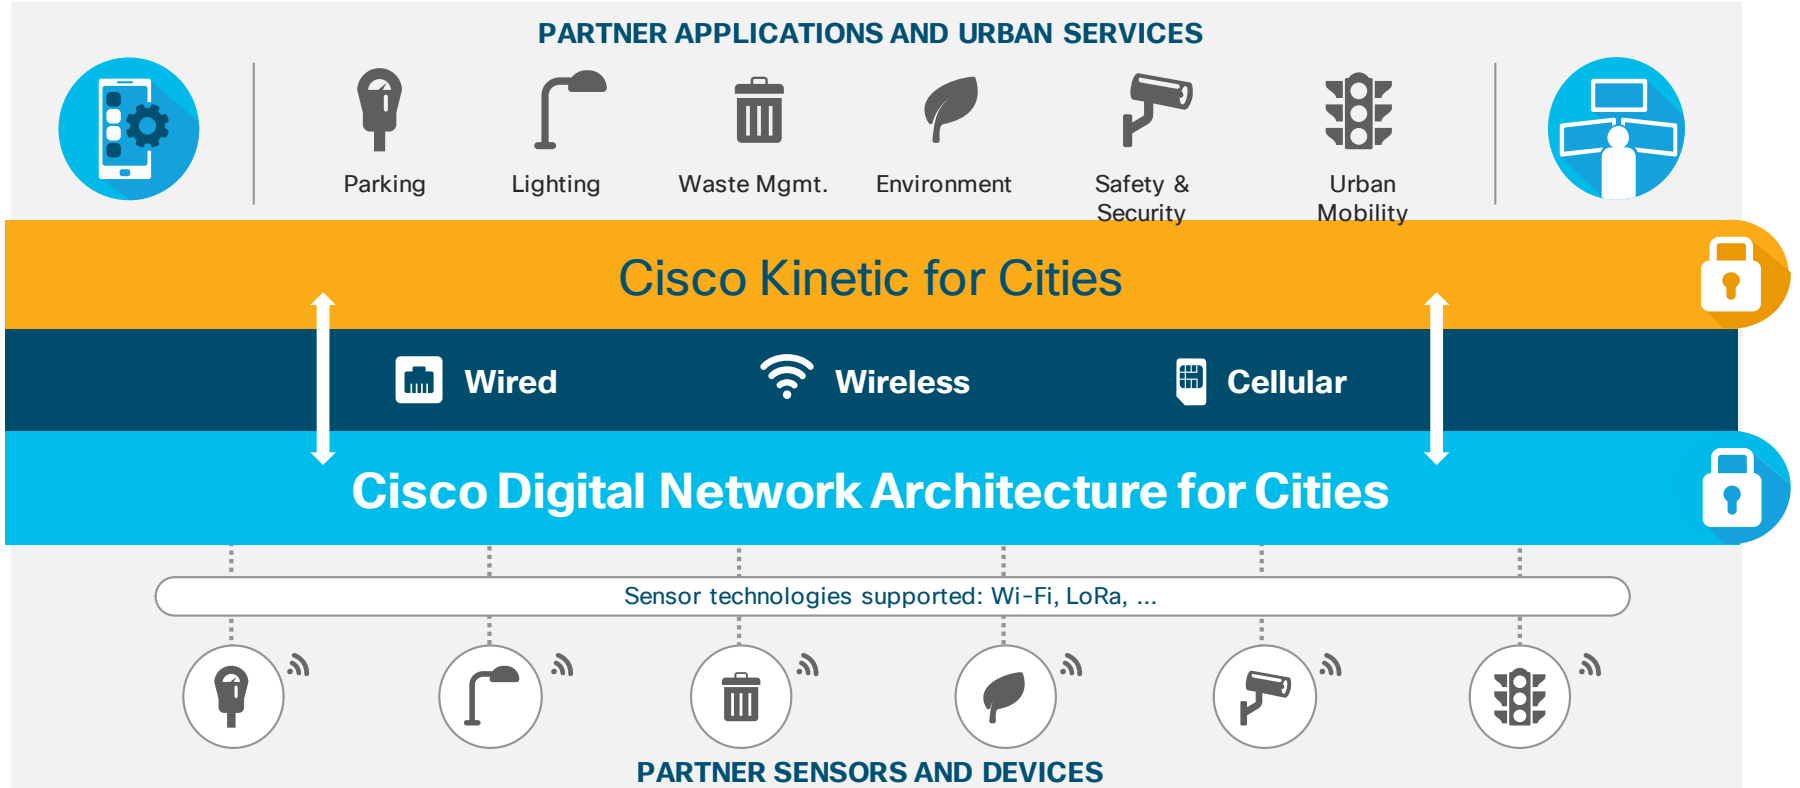 PARTNER APPLICATIONS AND URBAN SERVICES
Parking
Lighting
Waste Mgmt.
Environment
Safety &
Security
Urban
Mobility
Cisco Kinetic for Cities
Wired
Wireless
Cellular
Cisco Digital Network Architecture for Cities
Sensor technologies supported: Wi-Fi, LoRa, ...
PARTNER SENSORS AND DEVICES